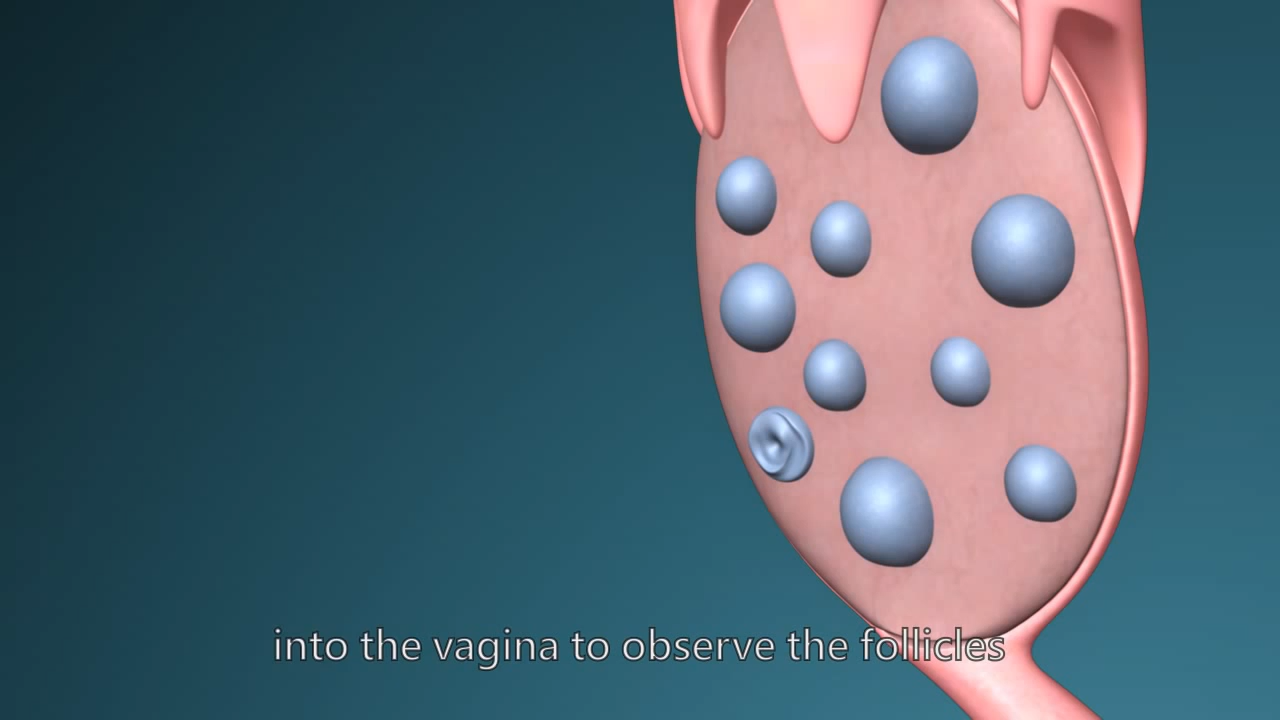 into the vagina to observe the follicles